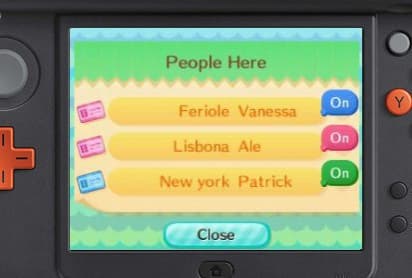 People Here
Feriole Vanessa On
Lisbona Ale On
New york Patrick On
Close
Y